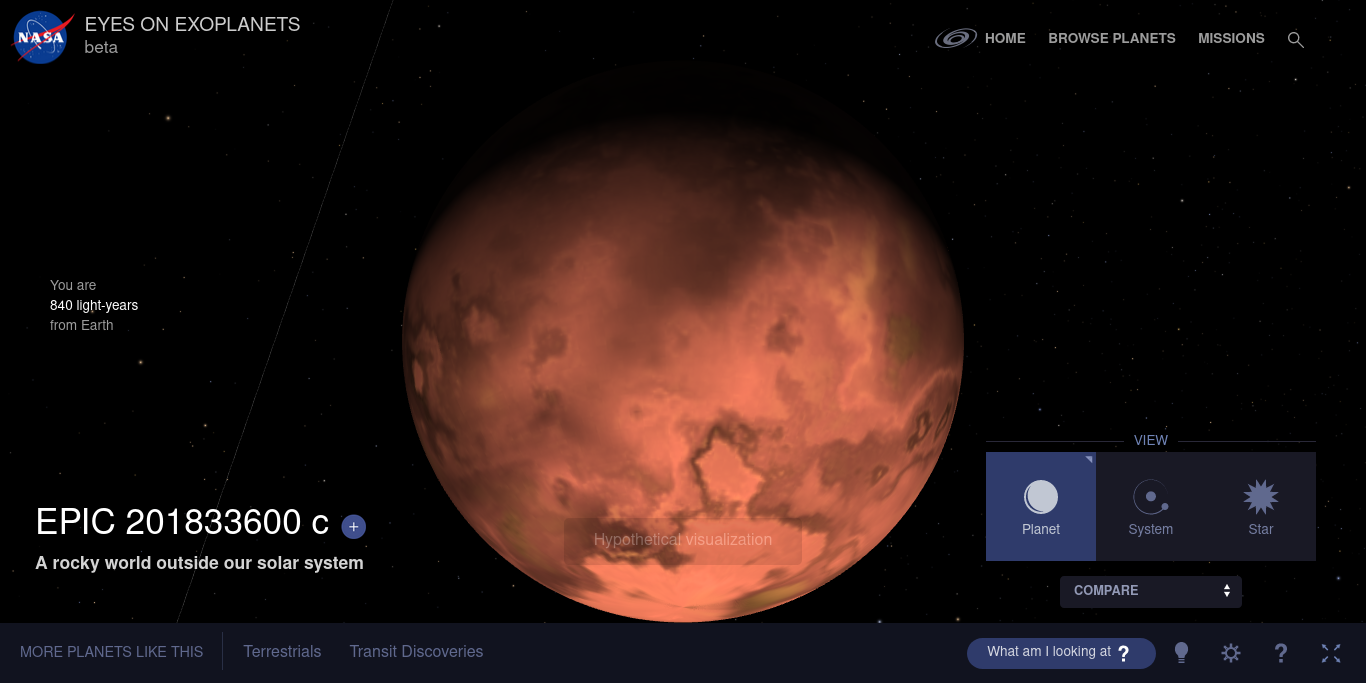 NASA
EYES ON EXOPLANETS
beta
HOME
BROWSE PLANETS
MISSIONS
You are
840 light-years
from Earth
VIEW
Planet
System
Star
EPIC 201833600 c +
A rocky world outside our solar system
Hypothetical visualization
COMPARE
MORE PLANETS LIKE THIS
Terrestrials
Transit Discoveries
What am I looking at ?
?